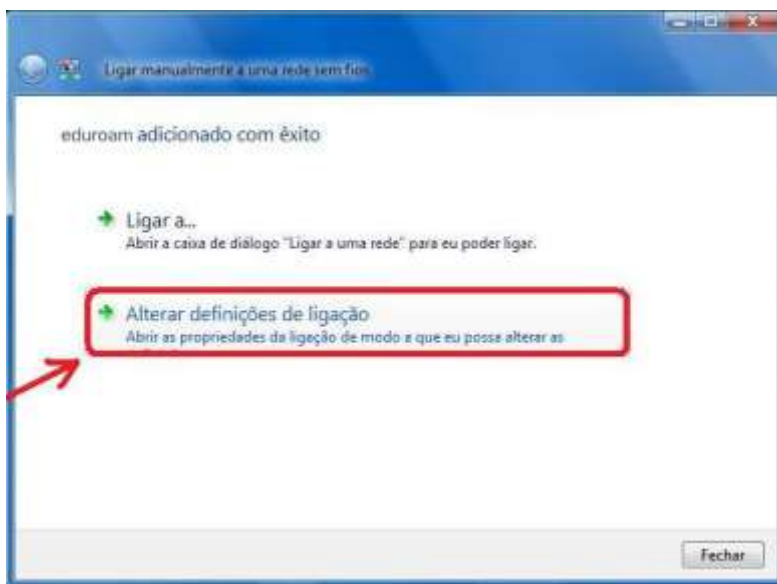 Ligar manualmente a uma rede sem fios
eduroam adicionado com êxito
Ligar a...
Abrir a caixa de diálogo "Ligar a uma rede" para eu poder ligar.
Alterar definições de ligação
Abrir as propriedades da ligação de modo a que eu possa alterar as
Fechar